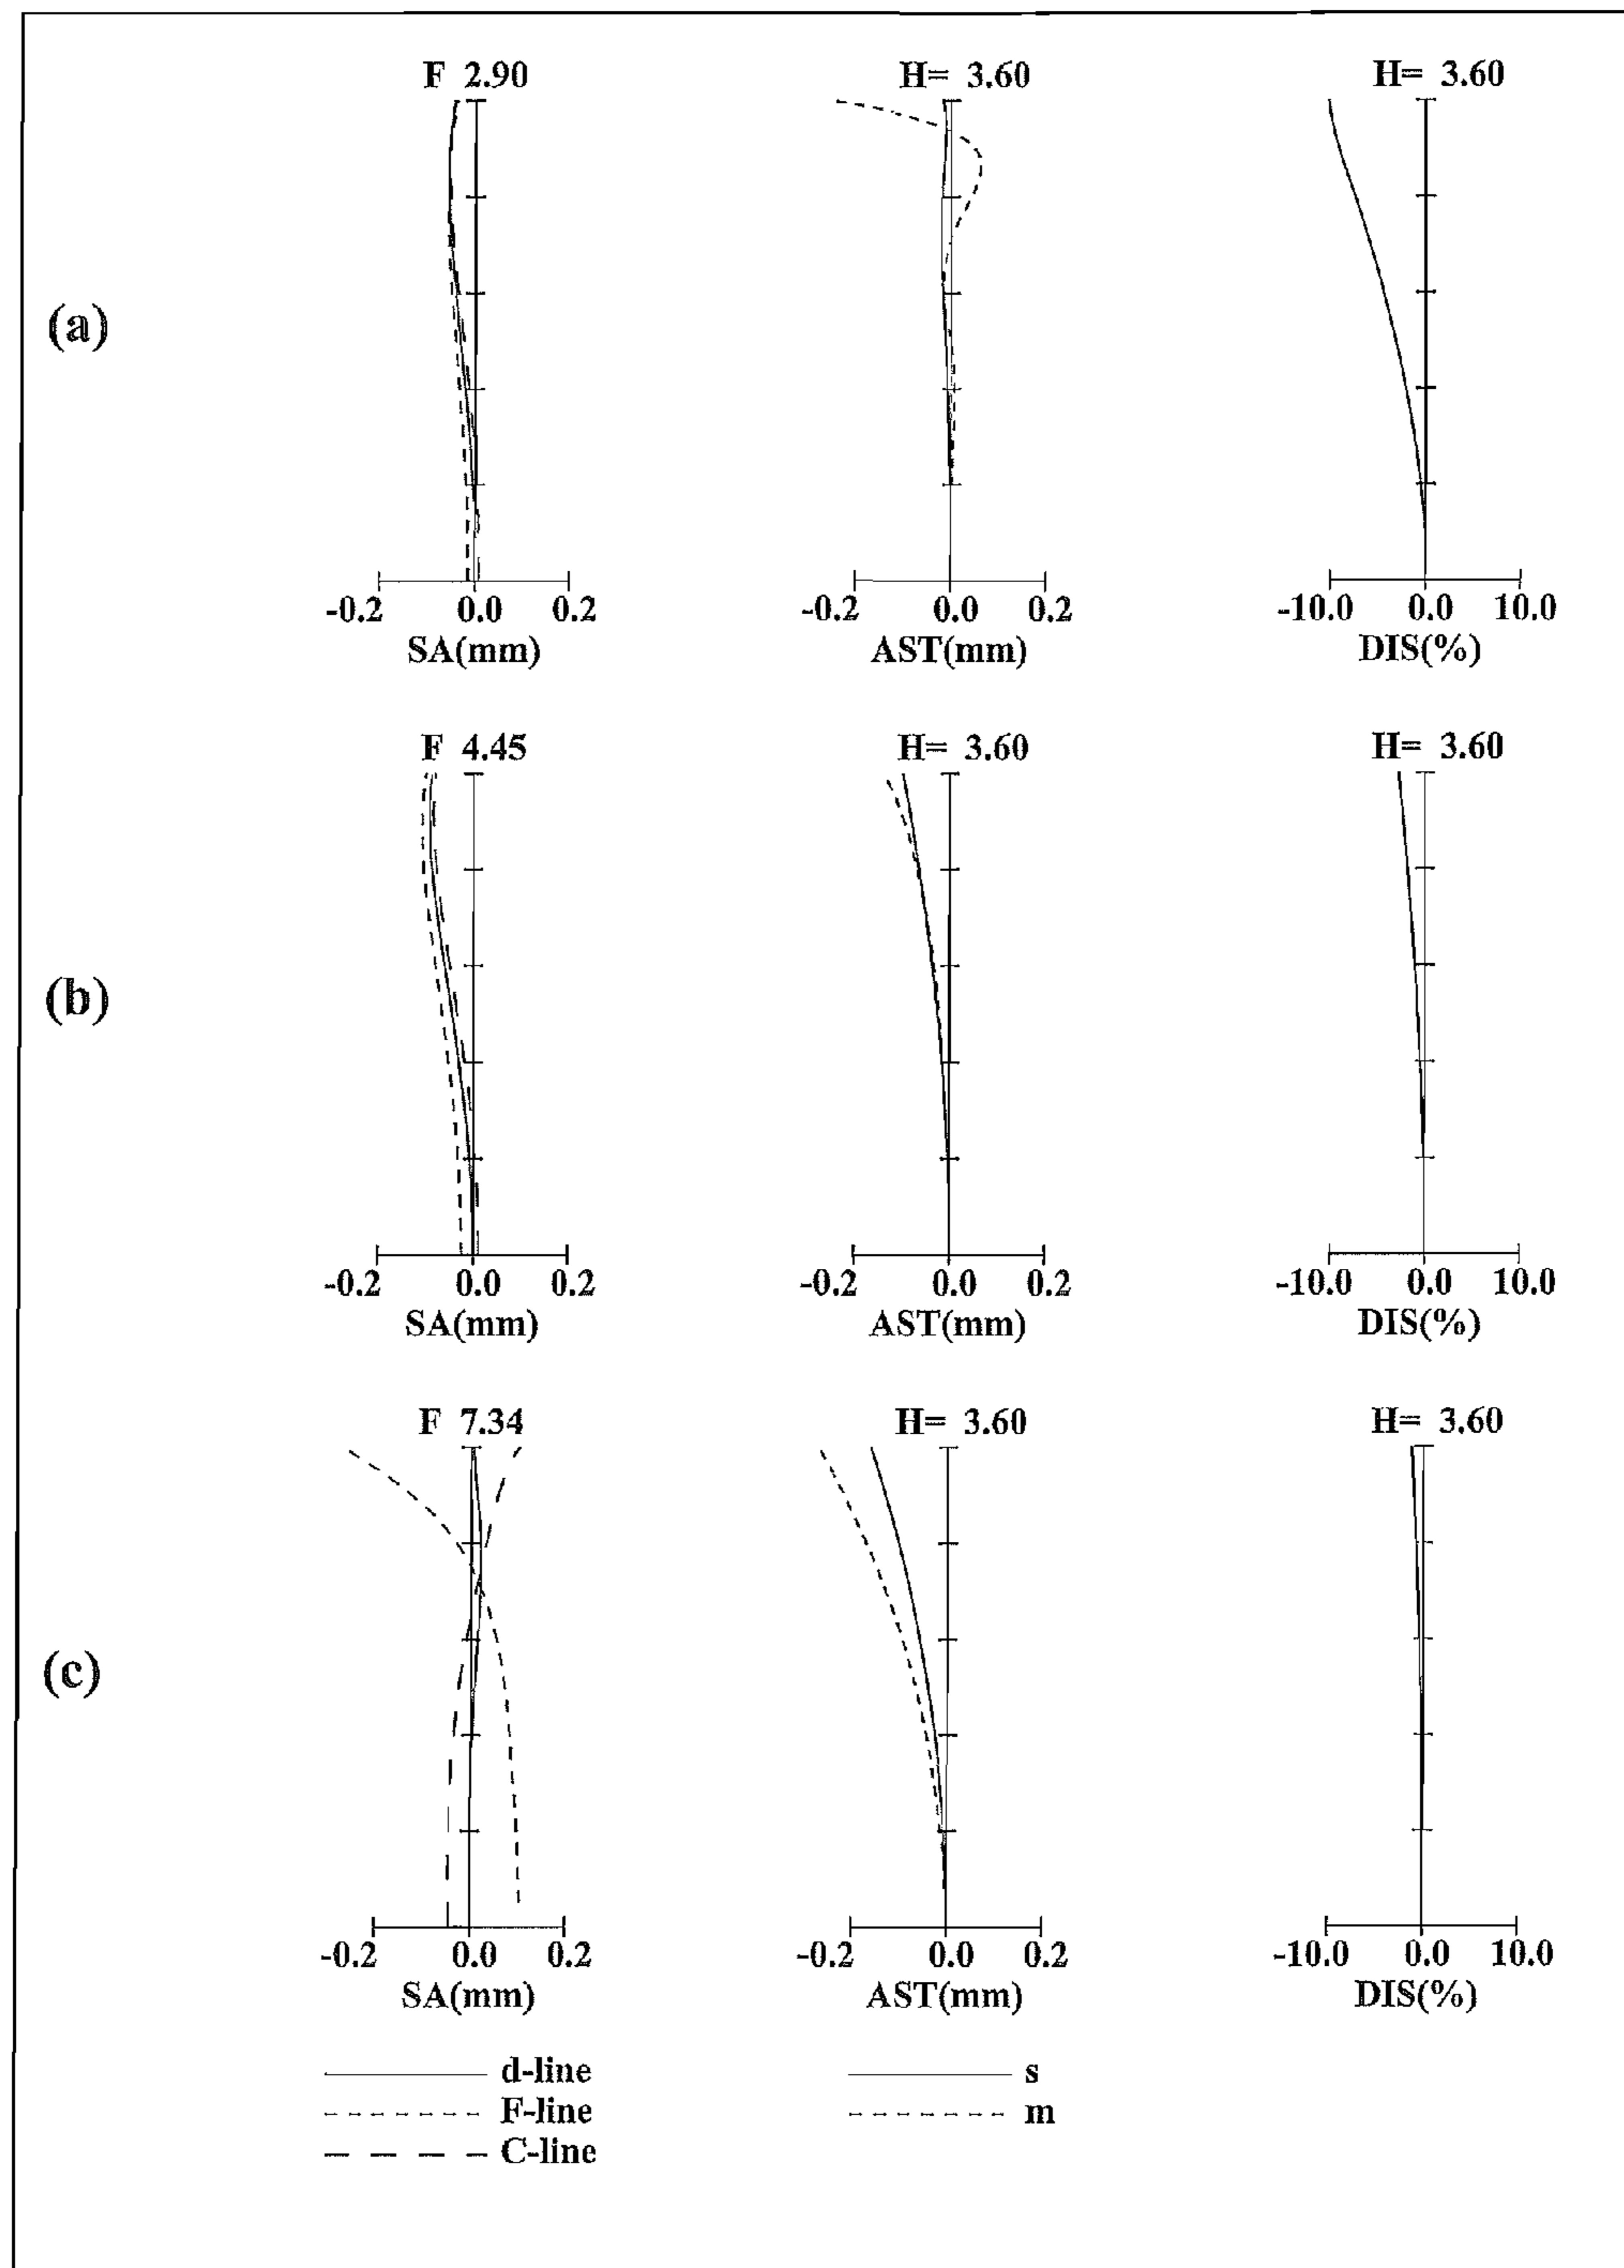 F 2.90 H= 3.60 H= 3.60
(a)
-0.2 0.0 0.2 -0.2 0.0 0.2 -10.0 0.0 10.0
SA(mm) AST(mm) DIS(%)
F 4.45 H= 3.60 H= 3.60
(b)
-0.2 0.0 0.2 -0.2 0.0 0.2 -10.0 0.0 10.0
SA(mm) AST(mm) DIS(%)
F 7.34 H= 3.60 H= 3.60
(c)
-0.2 0.0 0.2 -0.2 0.0 0.2 -10.0 0.0 10.0
SA(mm) AST(mm) DIS(%)
d-line s
F-line m
C-line